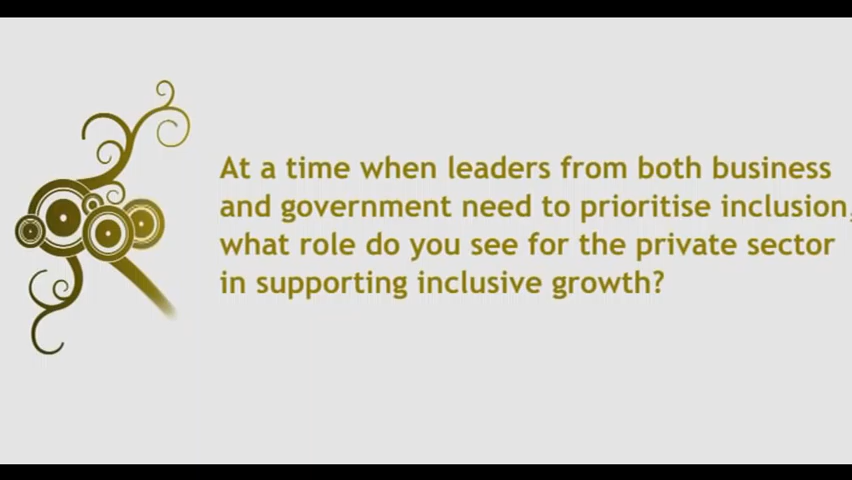 At a time when leaders from both business
and government need to prioritise inclusion,
what role do you see for the private sector
in supporting inclusive growth?